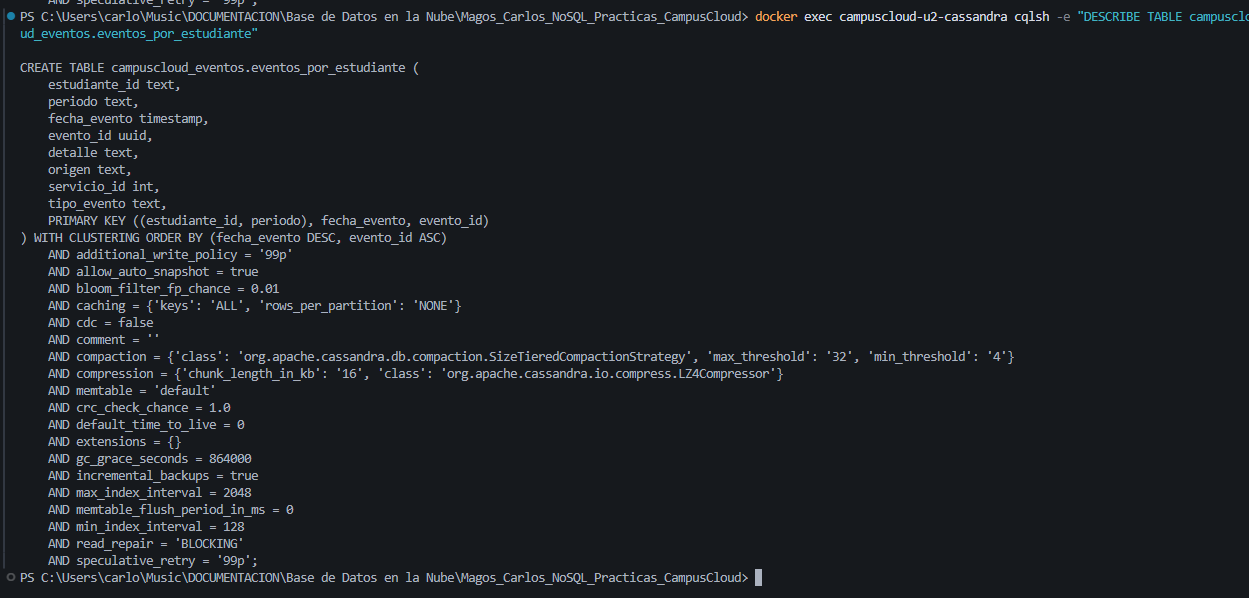 AND speculative_retry = '99p';
PS C:\Users\carlo\Music\DOCUMENTACION\Base de Datos en la Nube\Magos_Carlos_NoSQL_Practicas_CampusCloud> docker exec campuscloud-u2-cassandra cqlsh -e "DESCRIBE TABLE campusclo
ud_eventos.eventos_por_estudiante"
CREATE TABLE campuscloud_eventos.eventos_por_estudiante (
    estudiante_id text,
    periodo text,
    fecha_evento timestamp,
    evento_id uuid,
    detalle text,
    origen text,
    servicio_id int,
    tipo_evento text,
    PRIMARY KEY ((estudiante_id, periodo), fecha_evento, evento_id)
) WITH CLUSTERING ORDER BY (fecha_evento DESC, evento_id ASC)
    AND additional_write_policy = '99p'
    AND allow_auto_snapshot = true
    AND bloom_filter_fp_chance = 0.01
    AND caching = {'keys': 'ALL', 'rows_per_partition': 'NONE'}
    AND cdc = false
    AND comment = ''
    AND compaction = {'class': 'org.apache.cassandra.db.compaction.SizeTieredCompactionStrategy', 'max_threshold': '32', 'min_threshold': '4'}
    AND compression = {'chunk_length_in_kb': '16', 'class': 'org.apache.cassandra.io.compress.LZ4Compressor'}
    AND memtable = 'default'
    AND crc_check_chance = 1.0
    AND default_time_to_live = 0
    AND extensions = {}
    AND gc_grace_seconds = 864000
    AND incremental_backups = true
    AND max_index_interval = 2048
    AND memtable_flush_period_in_ms = 0
    AND min_index_interval = 128
    AND read_repair = 'BLOCKING'
    AND speculative_retry = '99p';
PS C:\Users\carlo\Music\DOCUMENTACION\Base de Datos en la Nube\Magos_Carlos_NoSQL_Practicas_CampusCloud>